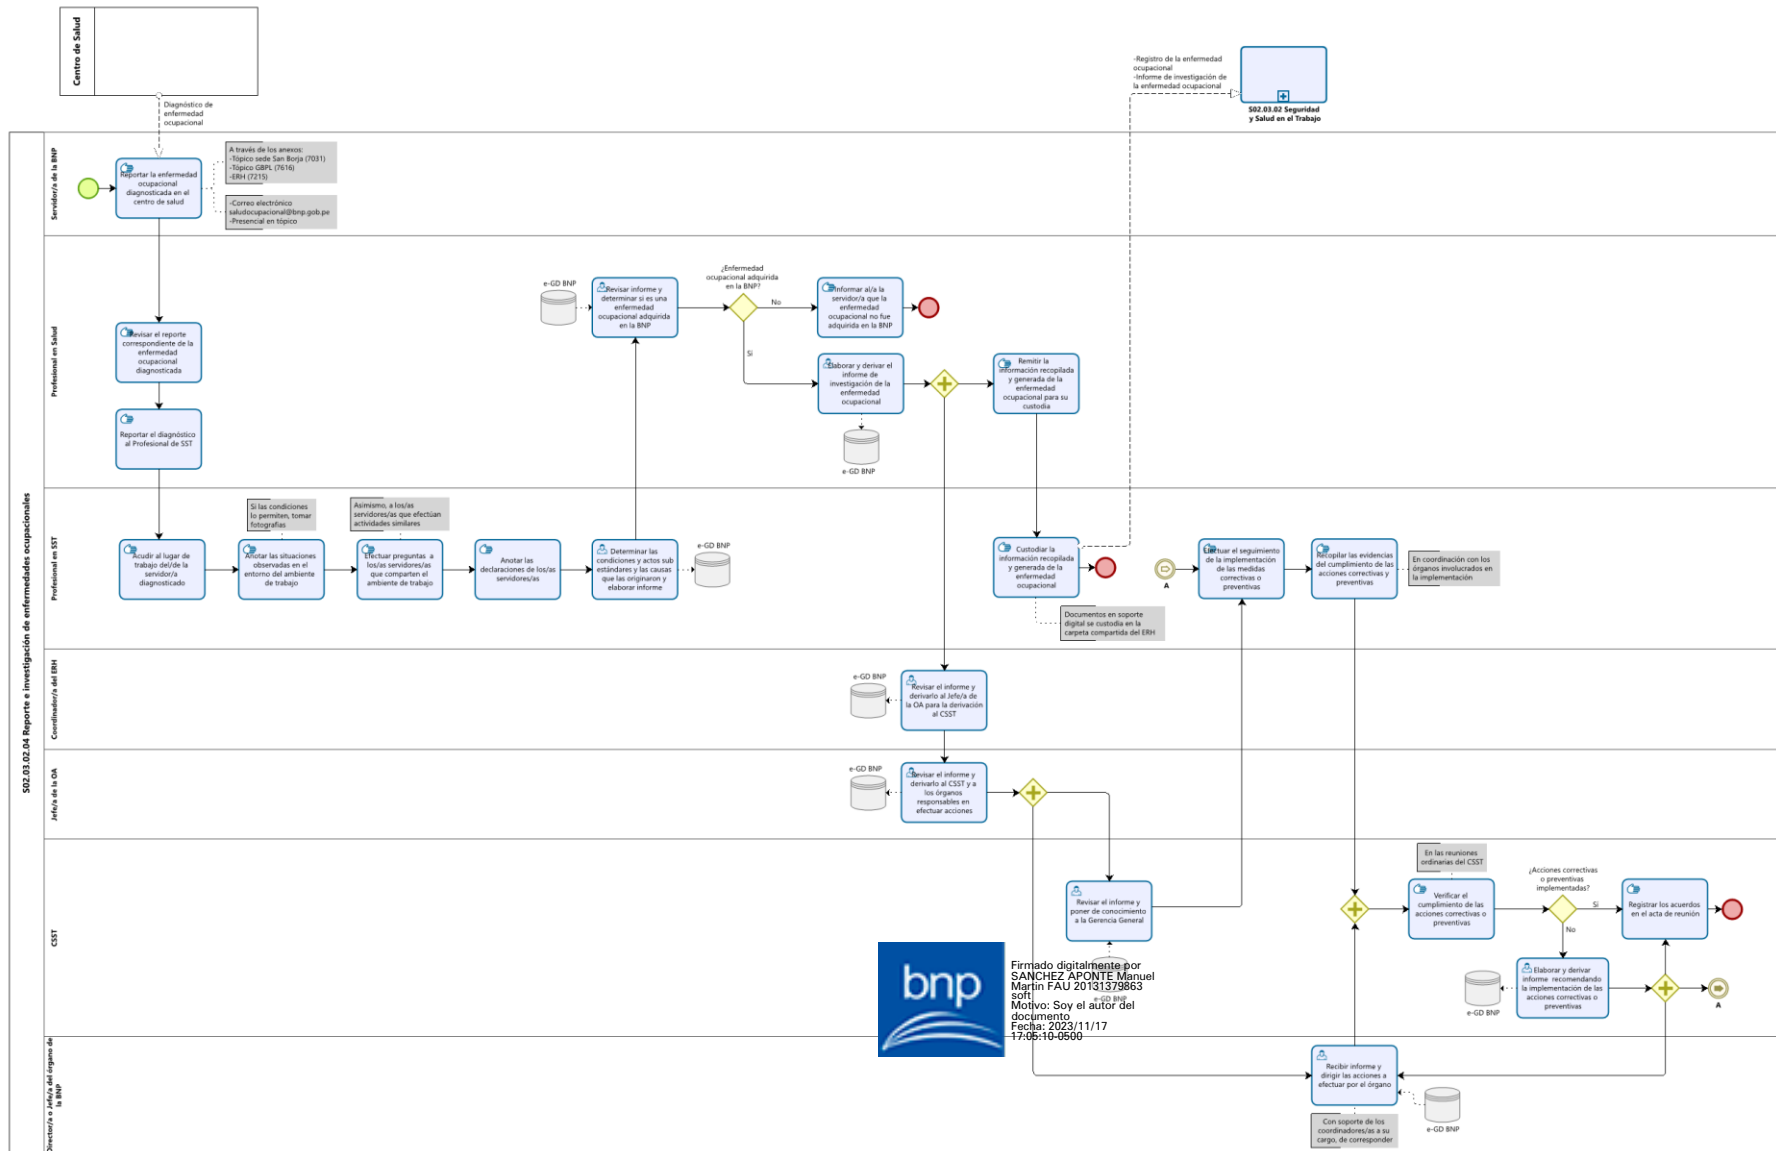 Centro de Salud
Diagnóstico de
enfermedad
ocupacional
-Registro de la enfermedad
ocupacional
-Informe de investigación de
la enfermedad ocupacional
S02.03.02 Seguridad
y Salud en el Trabajo
S02.03.02.04 Reporte e investigación de enfermedades ocupacionales
Servidor/a de la BNP
Reportar la enfermedad
ocupacional
diagnosticada en el
centro de salud
A través de los anexos:
-Tópico sede San Borja (7031)
-Tópico GBPL (7616)
-ERH (7215)
-Correo electrónico
saludocupacional@bnp.gob.pe
-Presencial en tópico
Profesional en Salud
Revisar el reporte
correspondiente de la
enfermedad
ocupacional
diagnosticada
Reportar el diagnóstico
al Profesional de SST
e-GD BNP
Revisar informe y
determinar si es una
enfermedad
ocupacional adquirida
en la BNP
¿Enfermedad
ocupacional adquirida
en la BNP?
No
Si
Informar al/a la
servidor/a que la
enfermedad
ocupacional no fue
adquirida en la BNP
Elaborar y derivar el
informe de
investigación de la
enfermedad
ocupacional
e-GD BNP
Remitir la
información recopilada
y generada de la
enfermedad
ocupacional para su
custodia
Profesional en SST
Acudir al lugar de
trabajo del/de la
servidor/a
diagnosticado
Si las condiciones
lo permiten, tomar
fotografías
Anotar las situaciones
observadas en el
entorno del ambiente
de trabajo
Asimismo, a los/as
servidores/as que efectúan
actividades similares
Efectuar preguntas a
los/as servidores/as
que comparten el
ambiente de trabajo
Anotar las
declaraciones de los/as
servidores/as
Determinar las
condiciones y actos sub
estándares y las causas
que las originaron y
elaborar informe
e-GD BNP
Custodiar la
información recopilada
y generada de la
enfermedad
ocupacional
Documentos en soporte
digital se custodia en la
carpeta compartida del ERH
A
Efectuar el seguimiento
de la implementación
de las medidas
correctivas o
preventivas
Recopilar las evidencias
del cumplimiento de las
acciones correctivas y
preventivas
En coordinación con los
órganos involucrados en
la implementación
Coordinador/a del ERH
e-GD BNP
Revisar el informe y
derivarlo al Jefe/a de
la OA para la derivación
al CSST
Jefe/a de la OA
e-GD BNP
Revisar el informe y
derivarlo al CSST y a
los órganos
responsables en
efectuar acciones
CSST
Revisar el informe y
poner de conocimiento
a la Gerencia General
e-GD BNP
En las reuniones
ordinarias del CSST
Verificar el
cumplimiento de las
acciones correctivas o
preventivas
¿Acciones correctivas
o preventivas
implementadas?
Si
No
Registrar los acuerdos
en el acta de reunión
e-GD BNP
Elaborar y derivar
informe recomendando
la implementación de las
acciones correctivas o
preventivas
A
bnp
Firmado digitalmente por
SANCHEZ APONTE Manuel
Martin FAU 20131379863
soft
Motivo: Soy el autor del
documento
Fecha: 2023/11/17
17:05:10-0500
Director/a o Jefe/a del órgano de
la BNP
Recibir informe y
dirigir las acciones a
efectuar por el órgano
e-GD BNP
Con soporte de los
coordinadores/as a su
cargo, de corresponder